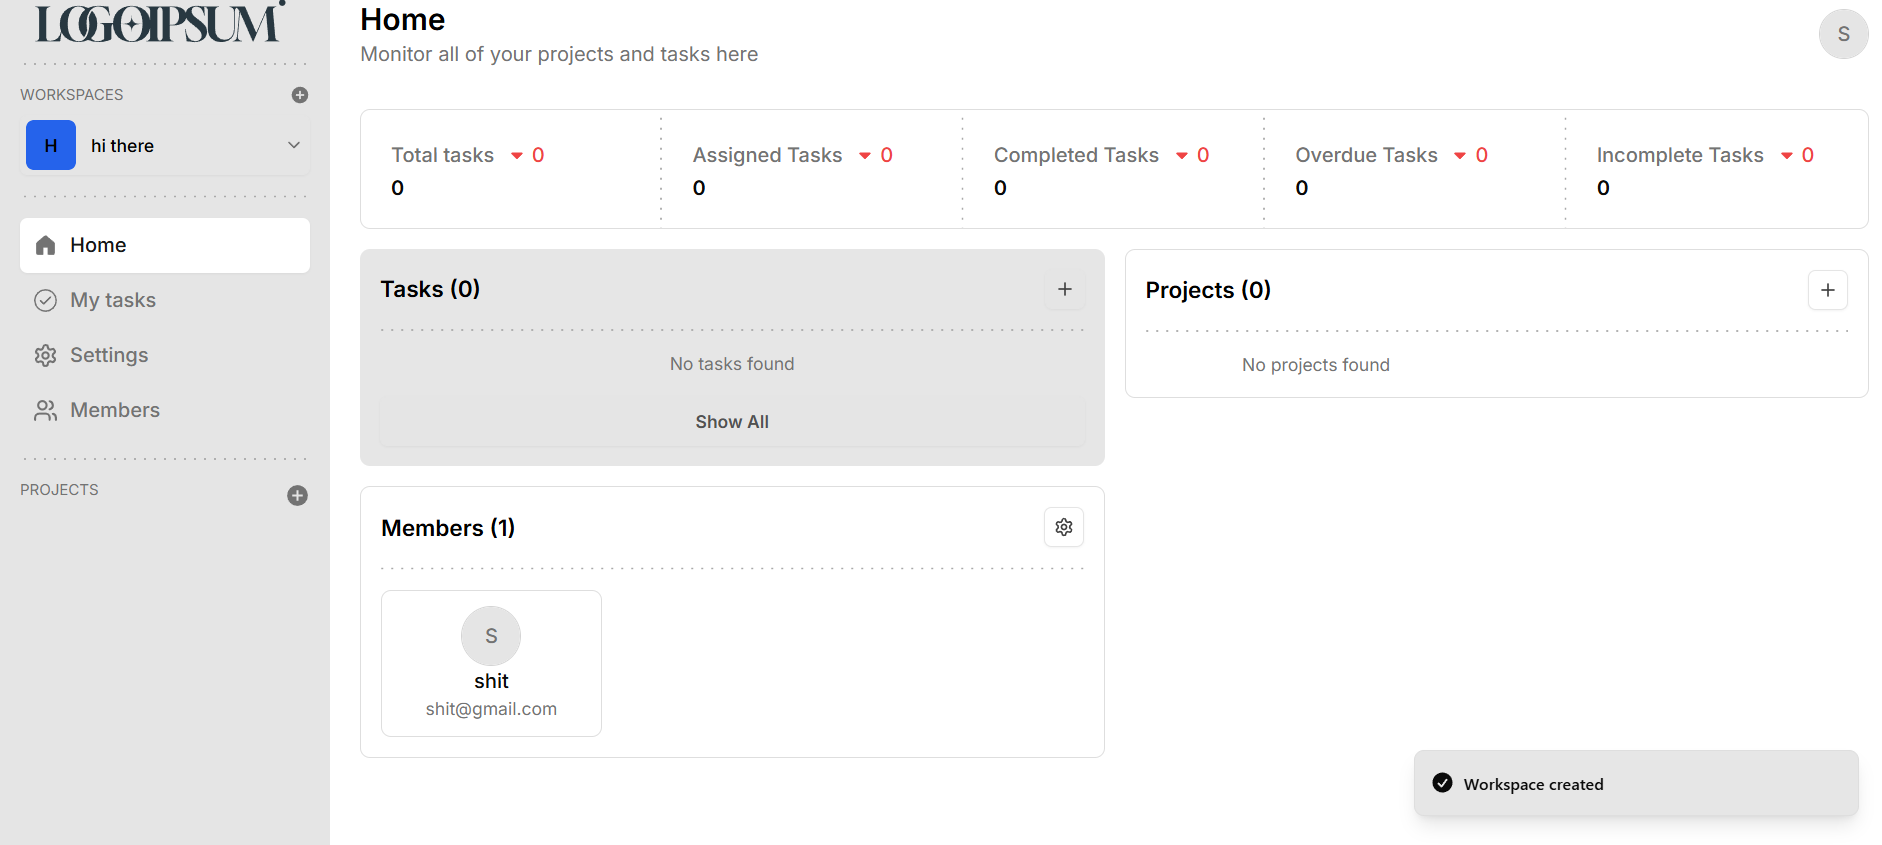 LOGOIPSUM
WORKSPACES
H
hi there
Home
My tasks
Settings
Members
PROJECTS
Home
Monitor all of your projects and tasks here
S
Total tasks 0
0
Assigned Tasks 0
0
Completed Tasks 0
0
Overdue Tasks 0
0
Incomplete Tasks 0
0
Tasks (0)
No tasks found
Show All
Projects (0)
No projects found
Members (1)
S
shit
shit@gmail.com
Workspace created